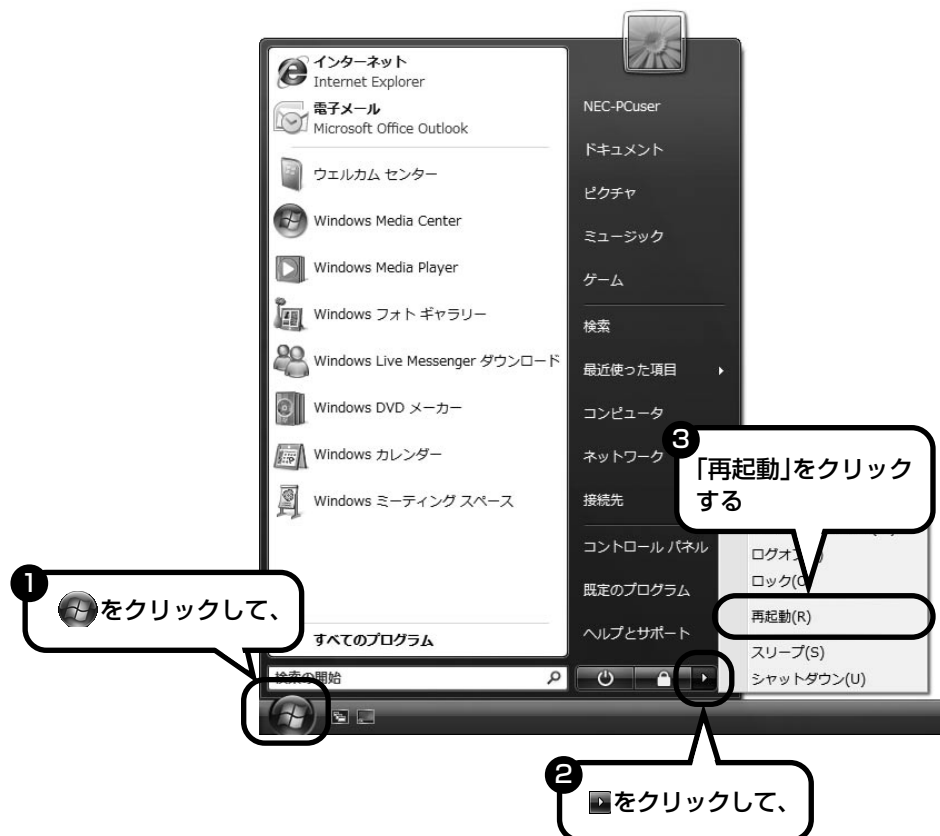 インターネット
Internet Explorer
電子メール
Microsoft Office Outlook
ウェルカム センター
Windows Media Center
Windows Media Player
Windows フォト ギャラリー
Windows Live Messenger ダウンロード
Windows DVD メーカー
Windows カレンダー
Windows ミーティング スペース
すべてのプログラム
検索の開始
NEC-PCuser
ドキュメント
ピクチャ
ミュージック
ゲーム
検索
最近使った項目
コンピュータ
ネットワーク
接続先
コントロール パネル
既定のプログラム
ヘルプとサポート
ログオフ
ロック(O
再起動(R)
スリープ(S)
シャットダウン(U)
1
をクリックして、
2
をクリックして、
3
「再起動」をクリック
する